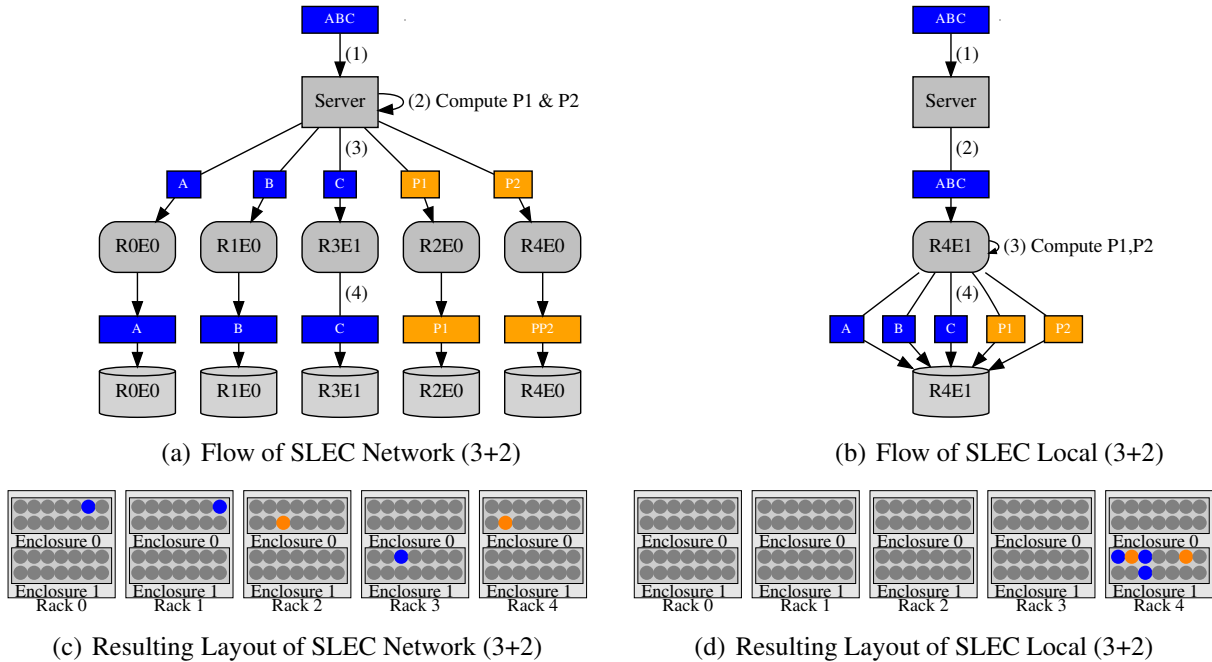 ABC
(1)
Server
(2) Compute P1 & P2
(3)
A B C P1 P2
R0E0 R1E0 R3E1 R2E0 R4E0
(4)
A B C P1 PP2
R0E0 R1E0 R3E1 R2E0 R4E0
(a) Flow of SLEC Network (3+2)
ABC
(1)
Server
(2)
ABC
R4E1
(3) Compute P1,P2
(4)
A B C P1 P2
R4E1
(b) Flow of SLEC Local (3+2)
Enclosure 0 Enclosure 0 Enclosure 0 Enclosure 0 Enclosure 0
Enclosure 1 Enclosure 1 Enclosure 1 Enclosure 1 Enclosure 1
Rack 0 Rack 1 Rack 2 Rack 3 Rack 4
(c) Resulting Layout of SLEC Network (3+2)
Enclosure 0 Enclosure 0 Enclosure 0 Enclosure 0 Enclosure 0
Enclosure 1 Enclosure 1 Enclosure 1 Enclosure 1 Enclosure 1
Rack 0 Rack 1 Rack 2 Rack 3 Rack 4
(d) Resulting Layout of SLEC Local (3+2)